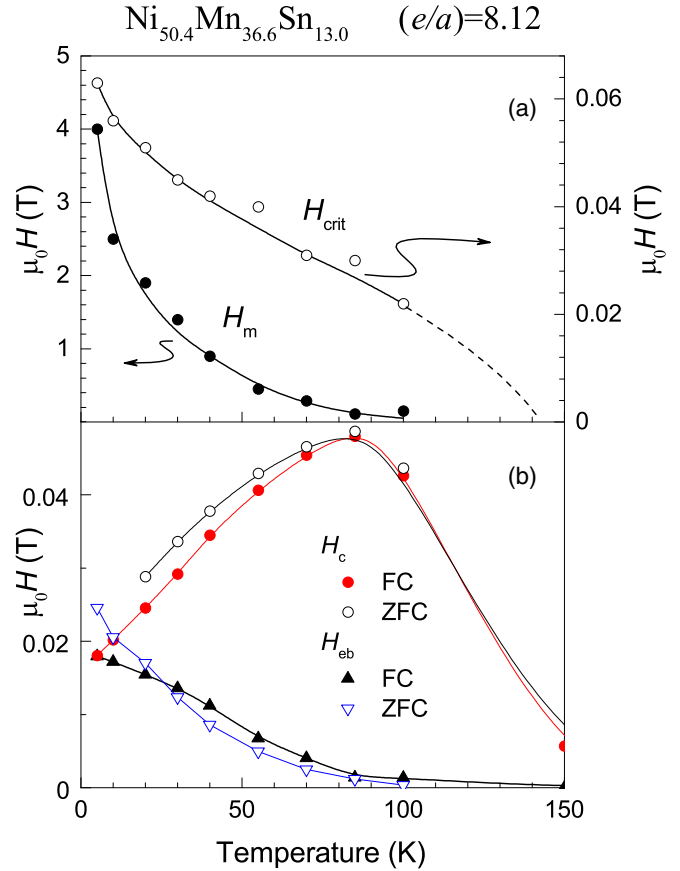 Ni50.4Mn36.6Sn13.0 (e/a)=8.12
5
4
3
2
1
μ0H (T)
(a)
0.06
0.04
0.02
0
μ0H (T)
Hcrit
Hm
(b)
0.04
0.02
0
μ0H (T)
Hc
FC
ZFC
Heb
FC
ZFC
0 50 100 150
Temperature (K)